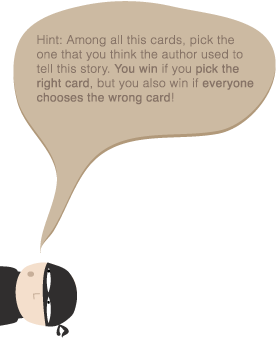 Hint: Among all this cards, pick the
one that you think the author used to
tell this story. You win if you pick the
right card, but you also win if everyone
chooses the wrong card!